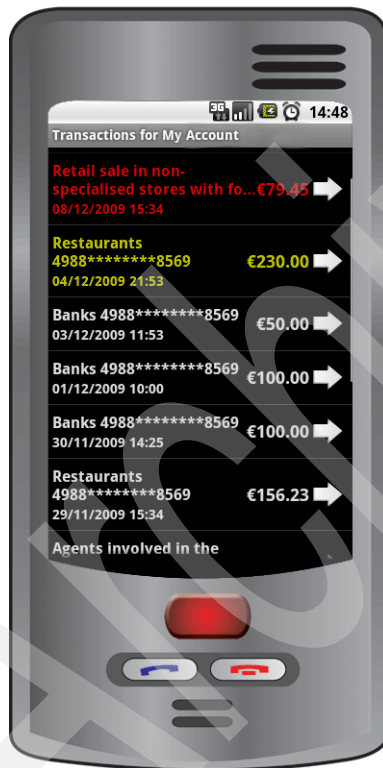 3G 14:48
Transactions for My Account
Retail sale in non-
specialised stores with fo...€79.45
08/12/2009 15:34
Restaurants
4988********8569 €230.00
04/12/2009 21:53
Banks 4988********8569 €50.00
03/12/2009 11:53
Banks 4988********8569 €100.00
01/12/2009 10:00
Banks 4988********8569 €100.00
30/11/2009 14:25
Restaurants
4988********8569 €156.23
29/11/2009 15:34
Agents involved in the